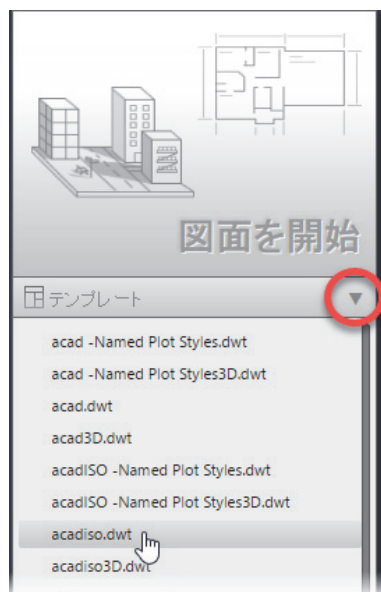 図面を開始
テンプレート
acad -Named Plot Styles.dwt
acad -Named Plot Styles3D.dwt
acad.dwt
acad3D.dwt
acadISO -Named Plot Styles.dwt
acadISO -Named Plot Styles3D.dwt
acadiso.dwt
acadiso3D.dwt